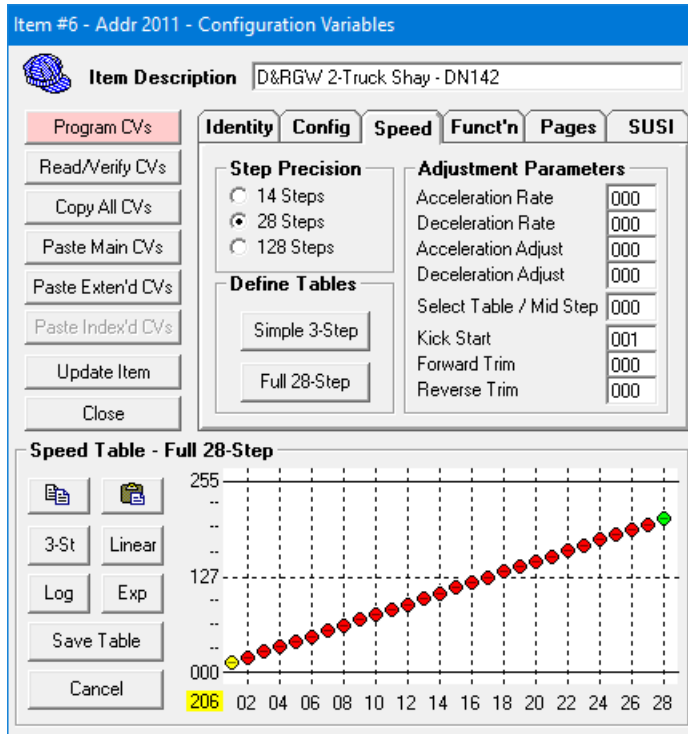 Item #6 - Addr 2011 - Configuration Variables
Item Description D&RGW 2-Truck Shay - DN142
Program CVs
Read/Verify CVs
Copy All CVs
Paste Main CVs
Paste Exten'd CVs
Paste Index'd CVs
Update Item
Close
Identity Config Speed Funct'n Pages SUSI
Step Precision
14 Steps
28 Steps
128 Steps
Define Tables
Simple 3-Step
Full 28-Step
Adjustment Parameters
Acceleration Rate 000
Deceleration Rate 000
Acceleration Adjust 000
Deceleration Adjust 000
Select Table / Mid Step 000
Kick Start 001
Forward Trim 000
Reverse Trim 000
Speed Table - Full 28-Step
3-St Linear
Log Exp
Save Table
Cancel
255
--
--
--
127
--
--
--
000
206 02 04 06 08 10 12 14 16 18 20 22 24 26 28